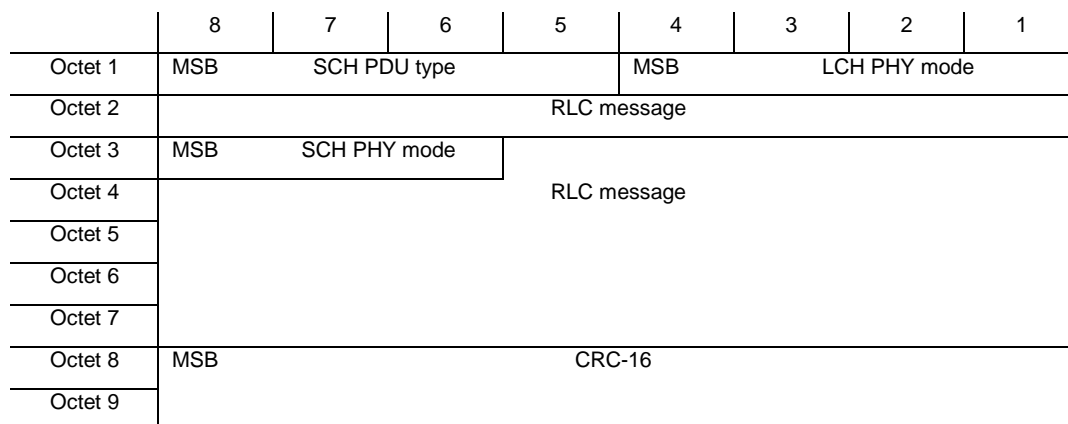 8 7 6 5 4 3 2 1
Octet 1 MSB SCH PDU type MSB LCH PHY mode
Octet 2 RLC message
Octet 3 MSB SCH PHY mode
Octet 4 RLC message
Octet 5
Octet 6
Octet 7
Octet 8 MSB CRC-16
Octet 9